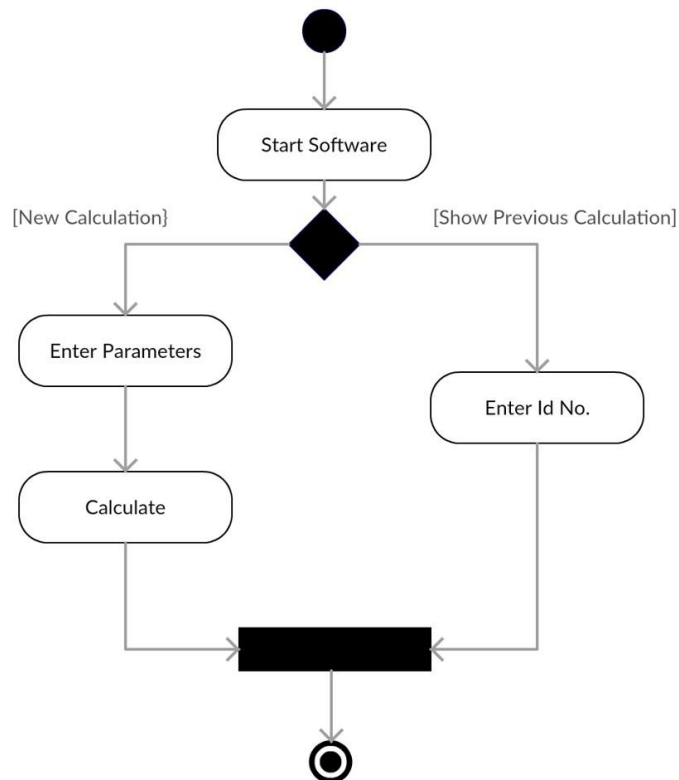 Start Software
[New Calculation}
[Show Previous Calculation]
Enter Parameters
Enter Id No.
Calculate